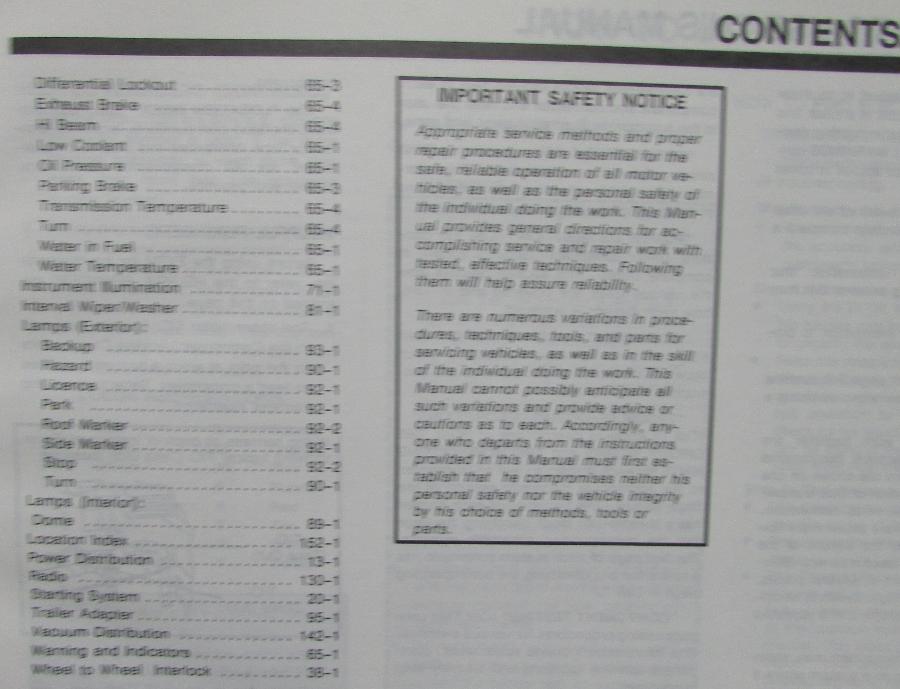 CONTENTS
Differential Lockout 65-3
Exhaust Brake 65-4
Hi Beam 65-4
Low Coolant 65-1
Oil Pressure 65-1
Parking Brake 65-3
Transmission Temperature 65-4
Turn 65-4
Water in Fuel 65-1
Water Temperature 65-1
Instrument Illumination 71-1
Interval Wiper/Washer 81-1
Lamps (Exterior):
Backup 93-1
Hazard 90-1
Licence 92-1
Park 92-1
Roof Marker 92-2
Side Marker 92-1
Stop 92-2
Turn 90-1
Lamps (Interior):
Dome 89-1
Location Index 152-1
Power Distribution 13-1
Radio 130-1
Starting System 20-1
Trailer Adapter 95-1
Vacuum Distribution 142-1
Warning and Indicators 65-1
Wheel to Wheel Interlock 38-1
IMPORTANT SAFETY NOTICE
Appropriate service methods and proper
repair procedures are essential for the
safe, reliable operation of all motor ve-
hicles, as well as the personal safety of
the individual doing the work. This Man-
ual provides general directions for ac-
complishing service and repair work with
tested, effective techniques. Following
them will help assure reliability.
There are numerous variations in proce-
dures, techniques, tools, and parts for
servicing vehicles, as well as in the skill
of the individual doing the work. This
Manual cannot possibly anticipate all
such variations and provide advice or
cautions as to each. Accordingly, any-
one who departs from the instructions
provided in this Manual must first es-
tablish that he compromises neither his
personal safety nor the vehicle integrity
by his choice of methods, tools or
parts.